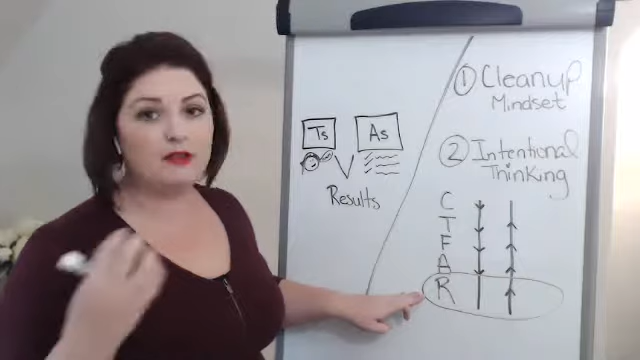 Ts As
Results
① Cleanup
Mindset
② Intentional
Thinking
C
T
F
A
R